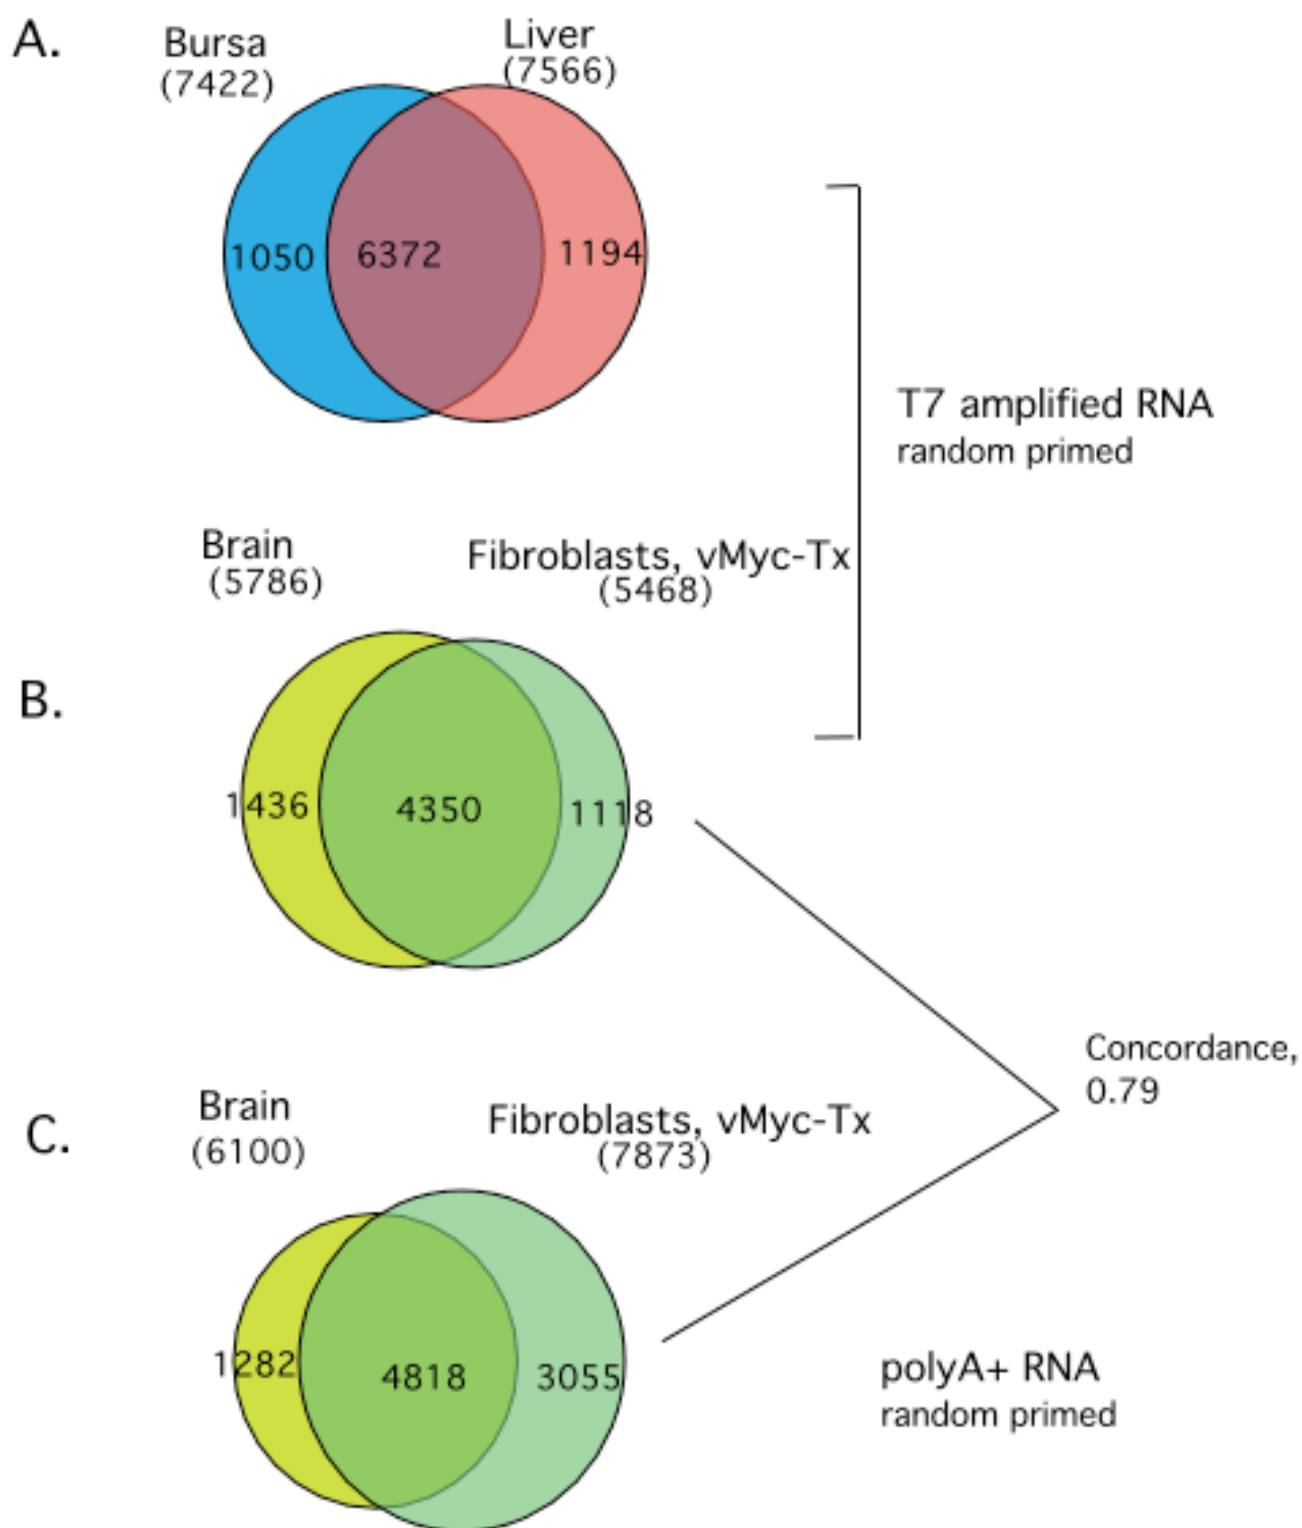 A.
Bursa
(7422)
Liver
(7566)
1050
6372
1194
T7 amplified RNA
random primed
Brain
(5786)
Fibroblasts, vMyc-Tx
(5468)
B.
1436
4350
1118
Concordance,
0.79
C.
Brain
(6100)
Fibroblasts, vMyc-Tx
(7873)
1282
4818
3055
polyA+ RNA
random primed